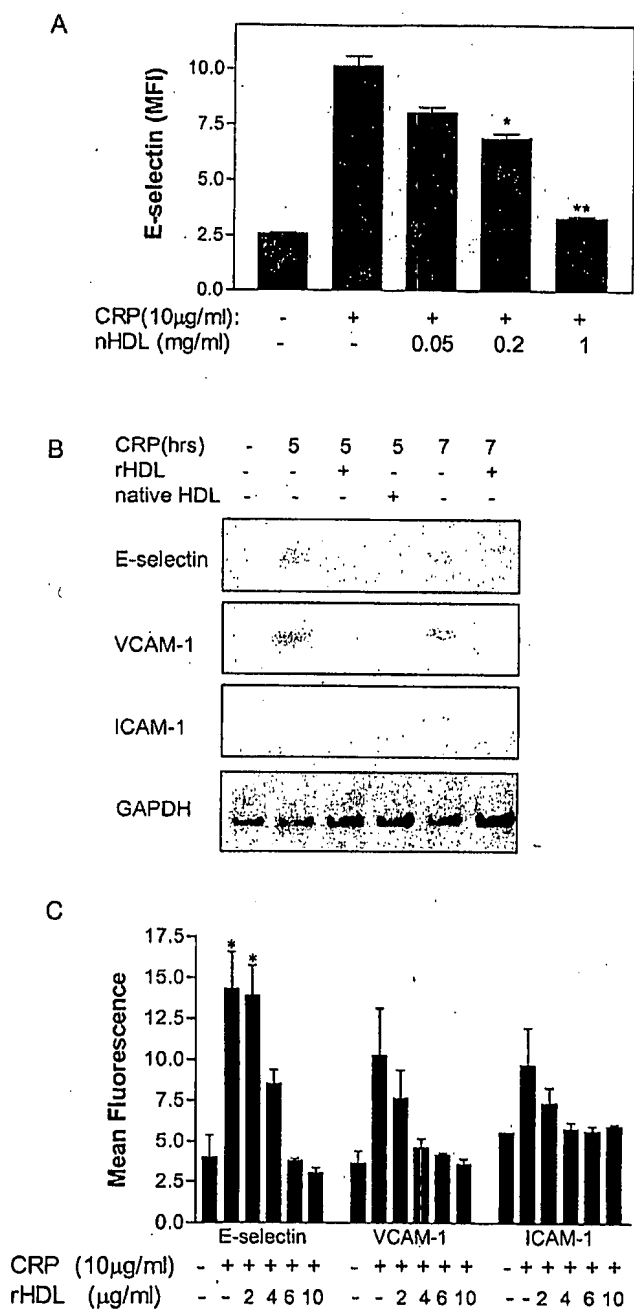 A
E-selectin (MFI)
10.0
7.5
5.0
2.5
0.0
*
**
CRP(10μg/ml): - + + + +
nHDL (mg/ml) - - 0.05 0.2 1
B
CRP(hrs) - 5 5 5 7 7
rHDL - - + - - +
native HDL - - - + - -
E-selectin
VCAM-1
ICAM-1
GAPDH
C
Mean Fluorescence
17.5
15.0
12.5
10.0
7.5
5.0
2.5
0.0
* *
E-selectin VCAM-1 ICAM-1
CRP (10μg/ml) - + + + + + - + + + + + - + + + + +
rHDL (μg/ml) - - 2 4 6 10 - - 2 4 6 10 - - 2 4 6 10